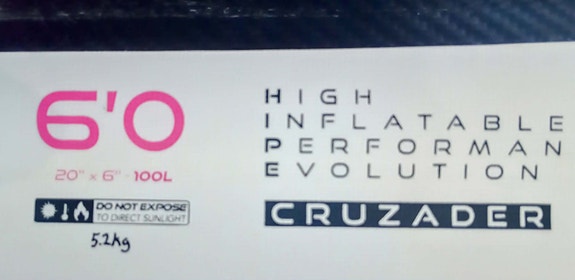 6'0
20" x 6" · 100L
DO NOT EXPOSE
TO DIRECT SUNLIGHT
5.2kg
HIGH
INFLATABLE
PERFORMAN
EVOLUTION
CRUZADER